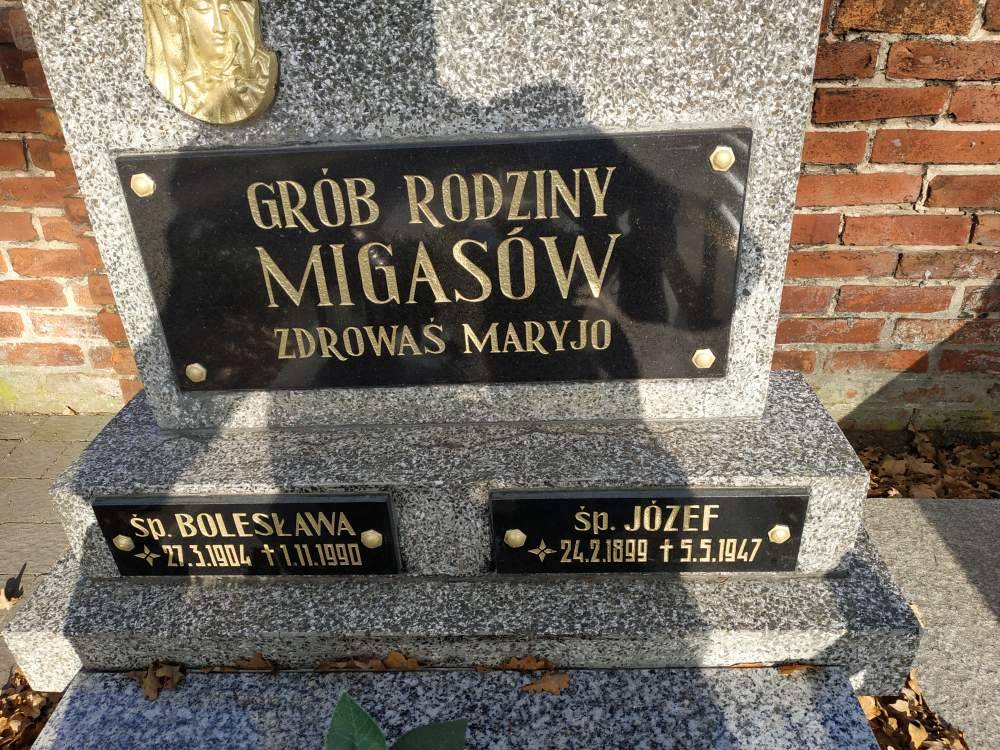 GRÓB RODZINY
MIGASÓW
ZDROWAŚ MARYJO
śp. BOLESŁAWA
27.3.1904 † 1.11.1990
śp. JÓZEF
24.2.1899 † 5.5.1947